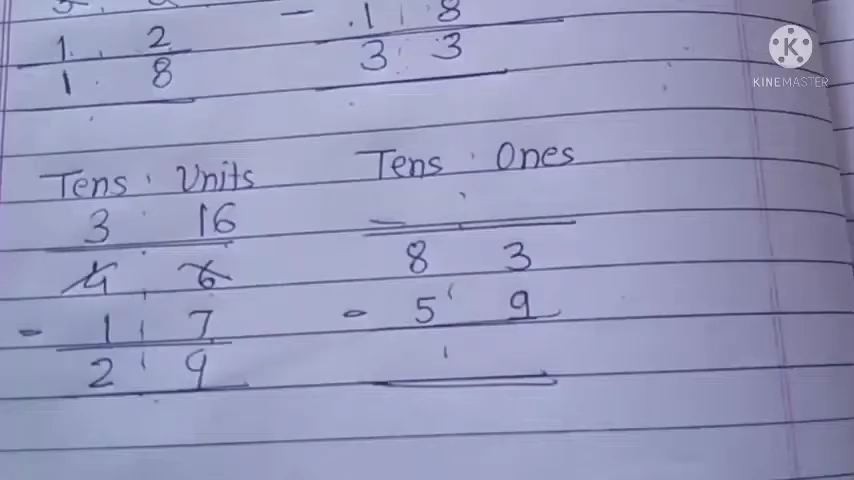 1 2 - 1 8
1 8 3 3
Tens Units Tens Ones
3 16
4 6 8 3
- 1 7 - 5 9
2 9
KINEMASTER